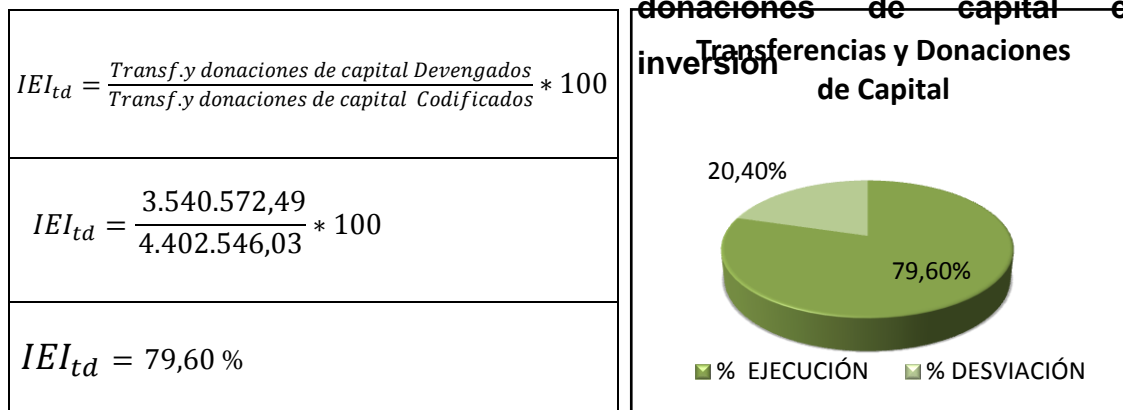 IEI_td = Transf.y donaciones de capital Devengados / Transf.y donaciones de capital Codificados * 100
IEI_td = 3.540.572,49 / 4.402.546,03 * 100
IEI_td = 79,60 %
donaciones de capital
inversión
Transferencias y Donaciones
de Capital
20,40%
79,60%
% EJECUCIÓN % DESVIACIÓN